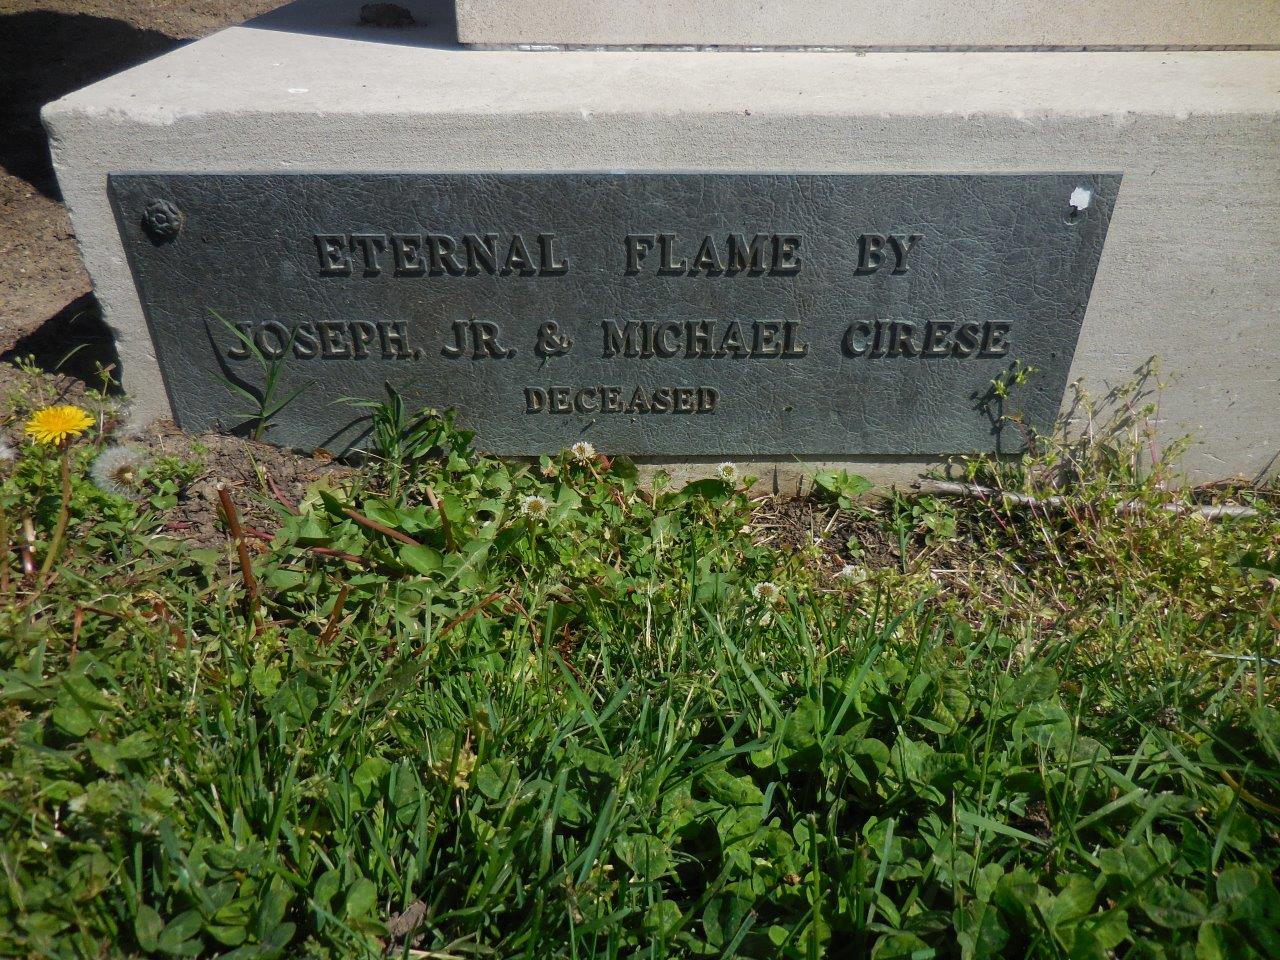 ETERNAL FLAME BY
JOSEPH, JR. & MICHAEL CIRESE
DECEASED